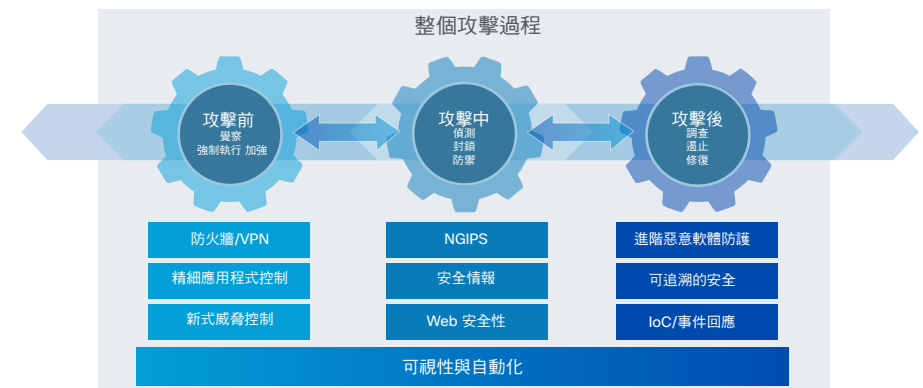 整個攻擊過程
攻擊前
覺察
強制執行 加強
攻擊中
偵測
封鎖
防禦
攻擊後
調查
遏止
修復
防火牆/VPN
NGIPS
進階惡意軟體防護
精細應用程式控制
安全情報
可追溯的安全
新式威脅控制
Web 安全性
IoC/事件回應
可視性與自動化